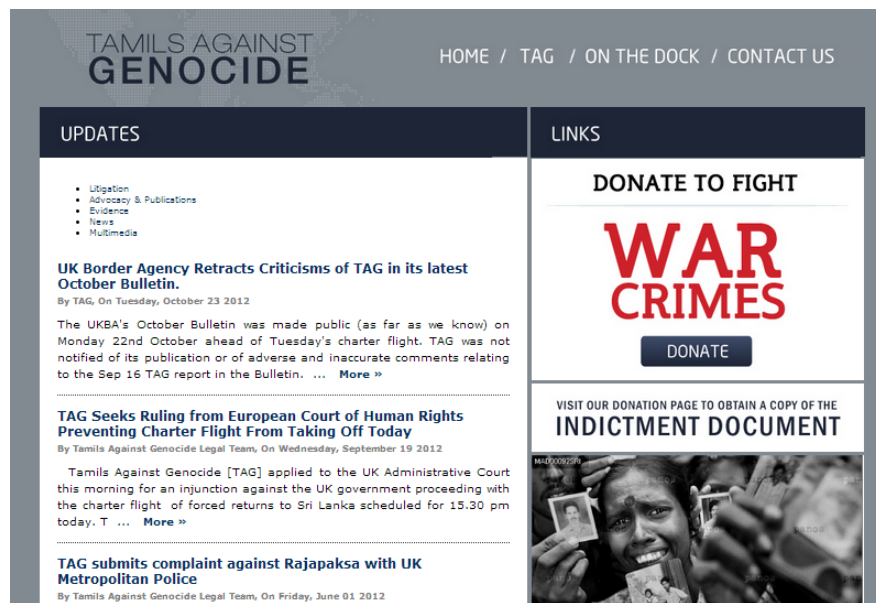 TAMILS AGAINST
GENOCIDE
HOME / TAG / ON THE DOCK / CONTACT US
UPDATES
Litigation
Advocacy & Publications
Evidence
News
Multimedia
UK Border Agency Retracts Criticisms of TAG in its latest
October Bulletin.
By TAG, On Tuesday, October 23 2012
The UKBA's October Bulletin was made public (as far as we know) on
Monday 22nd October ahead of Tuesday's charter flight. TAG was not
notified of its publication or of adverse and inaccurate comments relating
to the Sep 16 TAG report in the Bulletin. ... More »
TAG Seeks Ruling from European Court of Human Rights
Preventing Charter Flight From Taking Off Today
By Tamils Against Genocide Legal Team, On Wednesday, September 19 2012
Tamils Against Genocide [TAG] applied to the UK Administrative Court
this morning for an injunction against the UK government proceeding with
the charter flight of forced returns to Sri Lanka scheduled for 15.30 pm
today. T ... More »
TAG submits complaint against Rajapaksa with UK
Metropolitan Police
By Tamils Against Genocide Legal Team, On Friday, June 01 2012
LINKS
DONATE TO FIGHT
WAR
CRIMES
DONATE
VISIT OUR DONATION PAGE TO OBTAIN A COPY OF THE
INDICTMENT DOCUMENT
MAD00092SRI
panos
panos
panos